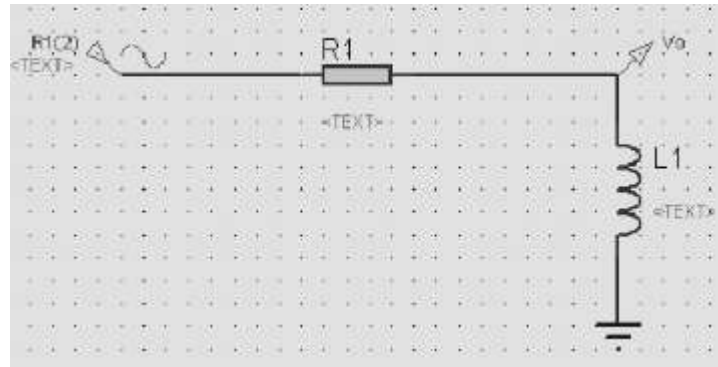 R1(2)
<TEXT>
R1
<TEXT>
Vo
L1
<TEXT>